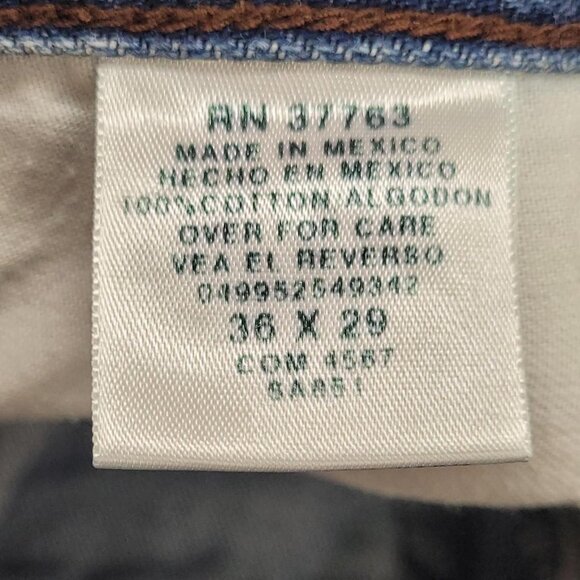 RN 37763
MADE IN MEXICO
HECHO EN MEXICO
100% COTTON ALGODON
OVER FOR CARE
VEA EL REVERSO
049952549342
36 X 29
COM 4567
SA851